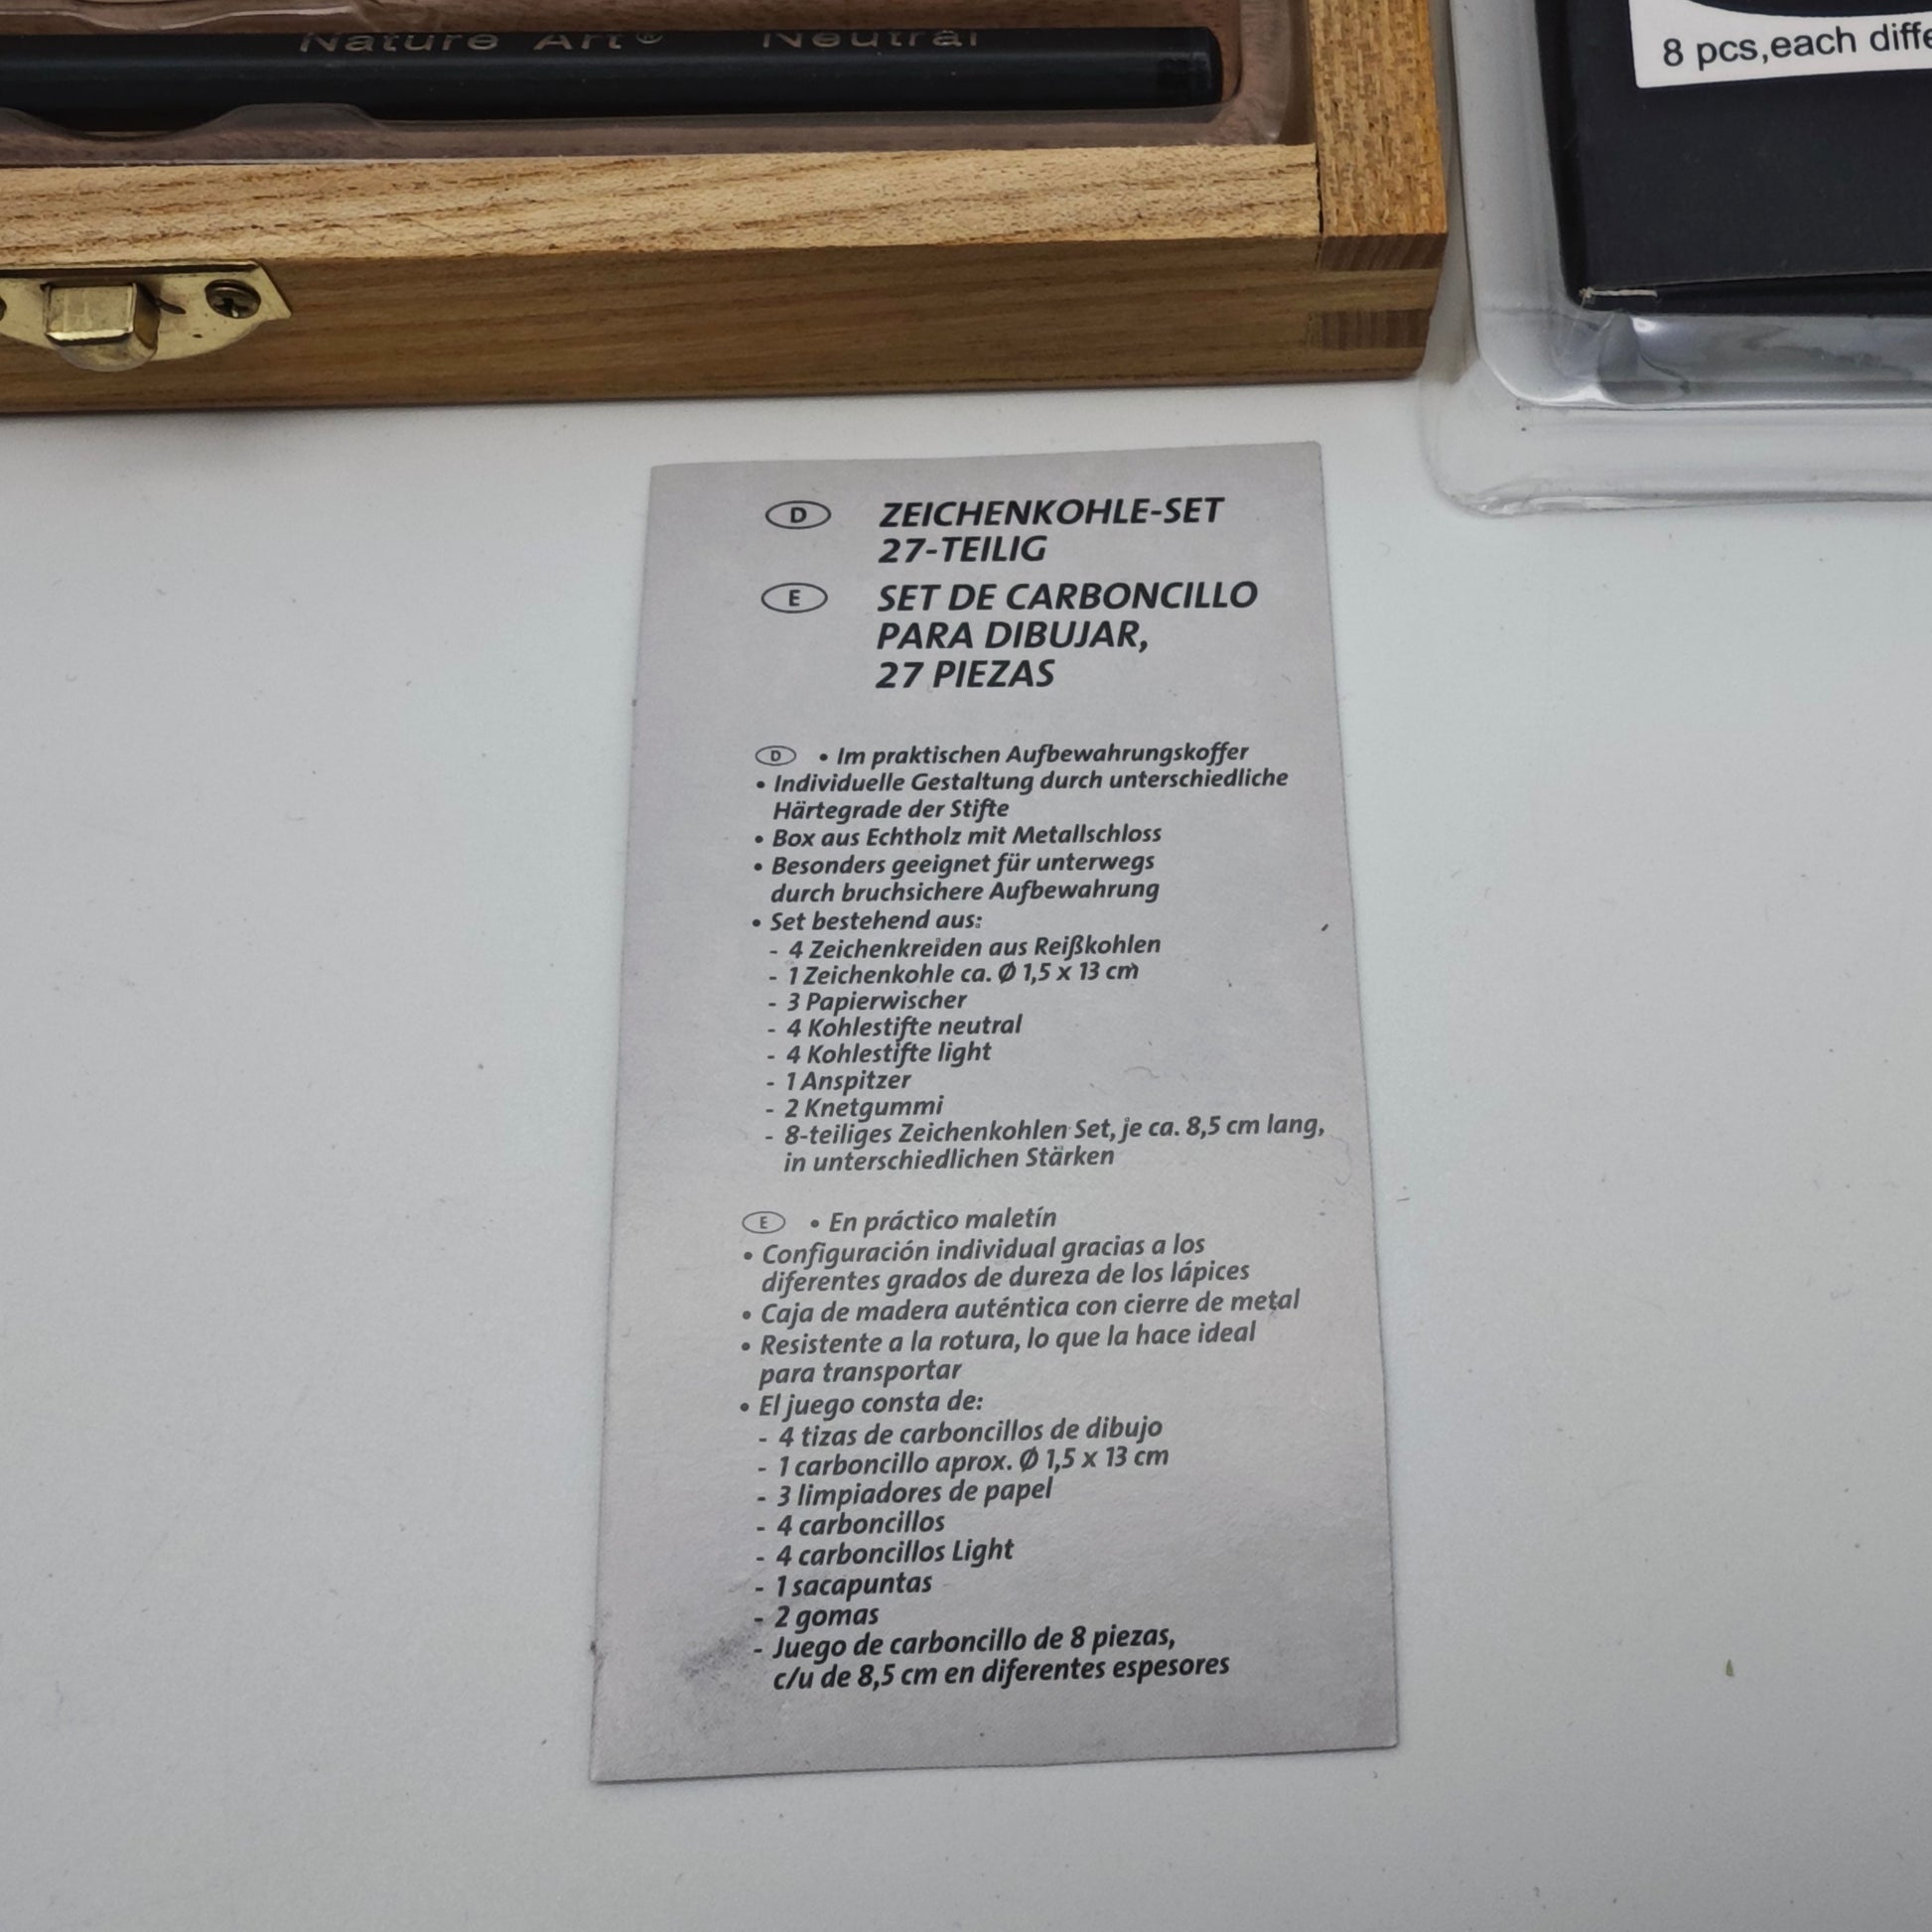 Nature Art® Neutral
8 pcs,each
D ZEICHENKOHLE-SET
27-TEILIG
E SET DE CARBONCILLO
PARA DIBUJAR,
27 PIEZAS
D • Im praktischen Aufbewahrungskoffer
• Individuelle Gestaltung durch unterschiedliche
Härtegrade der Stifte
• Box aus Echtholz mit Metallschloss
• Besonders geeignet für unterwegs
durch bruchsichere Aufbewahrung
• Set bestehend aus:
- 4 Zeichenkreiden aus Reißkohlen
- 1 Zeichenkohle ca. Ø 1,5 x 13 cm
- 3 Papierwischer
- 4 Kohlestifte neutral
- 4 Kohlestifte light
- 1 Anspitzer
- 2 Knetgummi
- 8-teiliges Zeichenkohlen Set, je ca. 8,5 cm lang,
in unterschiedlichen Stärken
E • En práctico maletín
• Configuración individual gracias a los
diferentes grados de dureza de los lápices
• Caja de madera auténtica con cierre de metal
• Resistente a la rotura, lo que la hace ideal
para transportar
• El juego consta de:
- 4 tizas de carboncillos de dibujo
- 1 carboncillo aprox. Ø 1,5 x 13 cm
- 3 limpiadores de papel
- 4 carboncillos
- 4 carboncillos Light
- 1 sacapuntas
- 2 gomas
- Juego de carboncillo de 8 piezas,
c/u de 8,5 cm en diferentes espesores